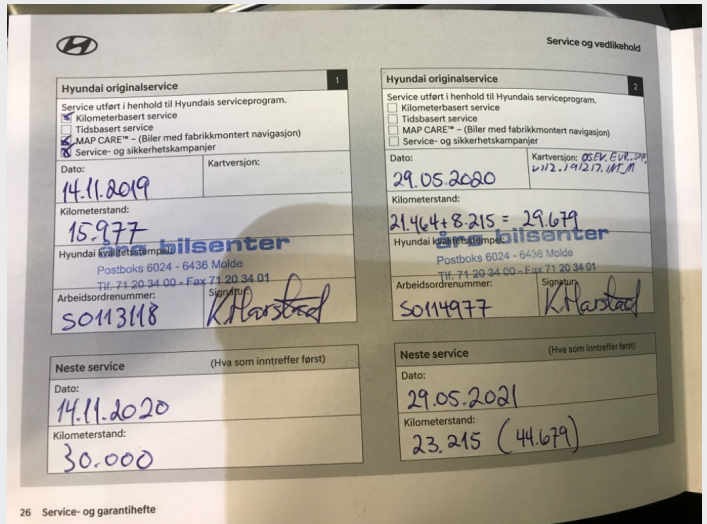 Service og vedlikehold
Hyundai originalservice 1
Service utført i henhold til Hyundais serviceprogram.
Kilometerbasert service
Tidsbasert service
MAP CARE™ – (Biler med fabrikkmontert navigasjon)
Service- og sikkerhetskampanjer
Dato:
Kartversjon:
14.11.2019
Kilometerstand:
15.977
Hyundai kvalitetsstempel:
åra bilsenter
Postboks 6024 - 6436 Molde
Tlf. 71 20 34 00 - Fax 71 20 34 01
Arbeidsordrenummer:
Signatur:
SO113118
K Harstad
Neste service (Hva som inntreffer først)
Dato:
14.11.2020
Kilometerstand:
30.000
Hyundai originalservice 2
Service utført i henhold til Hyundais serviceprogram.
Kilometerbasert service
Tidsbasert service
MAP CARE™ – (Biler med fabrikkmontert navigasjon)
Service- og sikkerhetskampanjer
Dato:
Kartversjon:
29.05.2020
Kilometerstand:
21.464 + 8.215 = 29.679
Hyundai kvalitetsstempel:
åra bilsenter
Postboks 6024 - 6436 Molde
Tlf. 71 20 34 00 - Fax 71 20 34 01
Arbeidsordrenummer:
Signatur:
SO114977
K Harstad
Neste service (Hva som inntreffer først)
Dato:
29.05.2021
Kilometerstand:
23.215 (44.679)
26 Service- og garantihefte